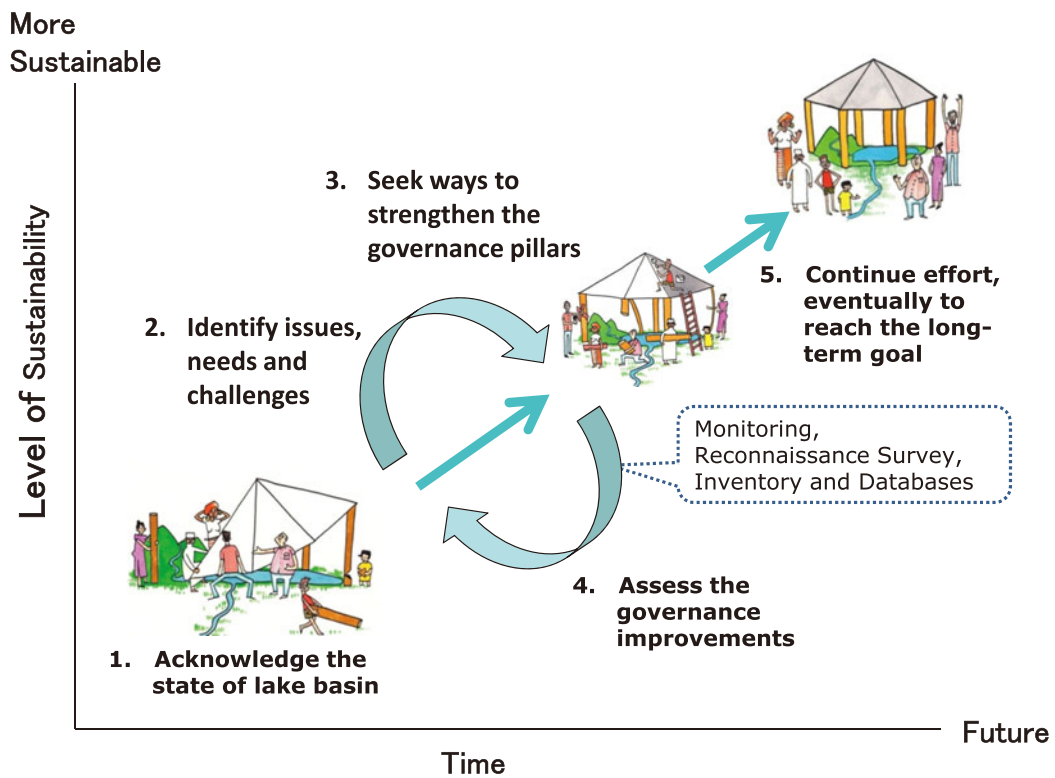 More
Sustainable
Level of Sustainability
3. Seek ways to
strengthen the
governance pillars
2. Identify issues,
needs and
challenges
5. Continue effort,
eventually to
reach the long-
term goal
Monitoring,
Reconnaissance Survey,
Inventory and Databases
4. Assess the
governance
improvements
1. Acknowledge the
state of lake basin
Future
Time